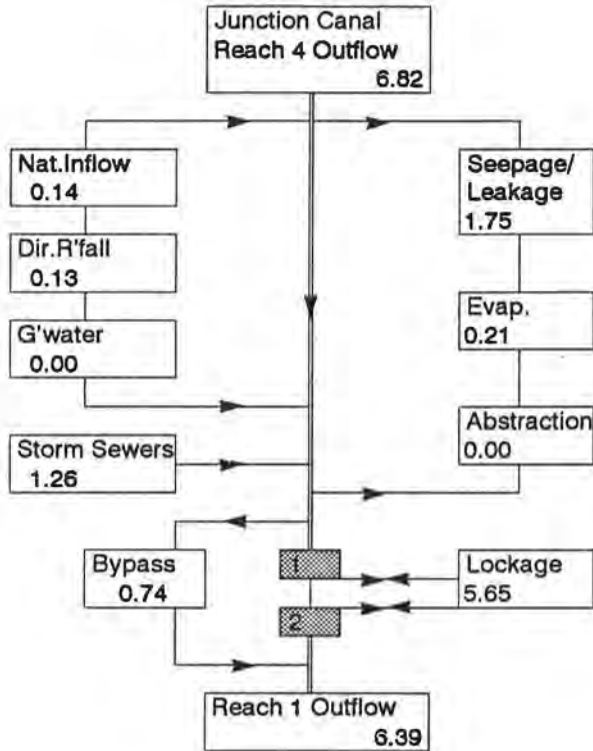 Junction Canal
Reach 4 Outflow
6.82
Nat.Inflow
0.14
Dir.R'fall
0.13
G'water
0.00
Storm Sewers
1.26
Seepage/
Leakage
1.75
Evap.
0.21
Abstraction
0.00
Bypass
0.74
1
2
Lockage
5.65
Reach 1 Outflow
6.39